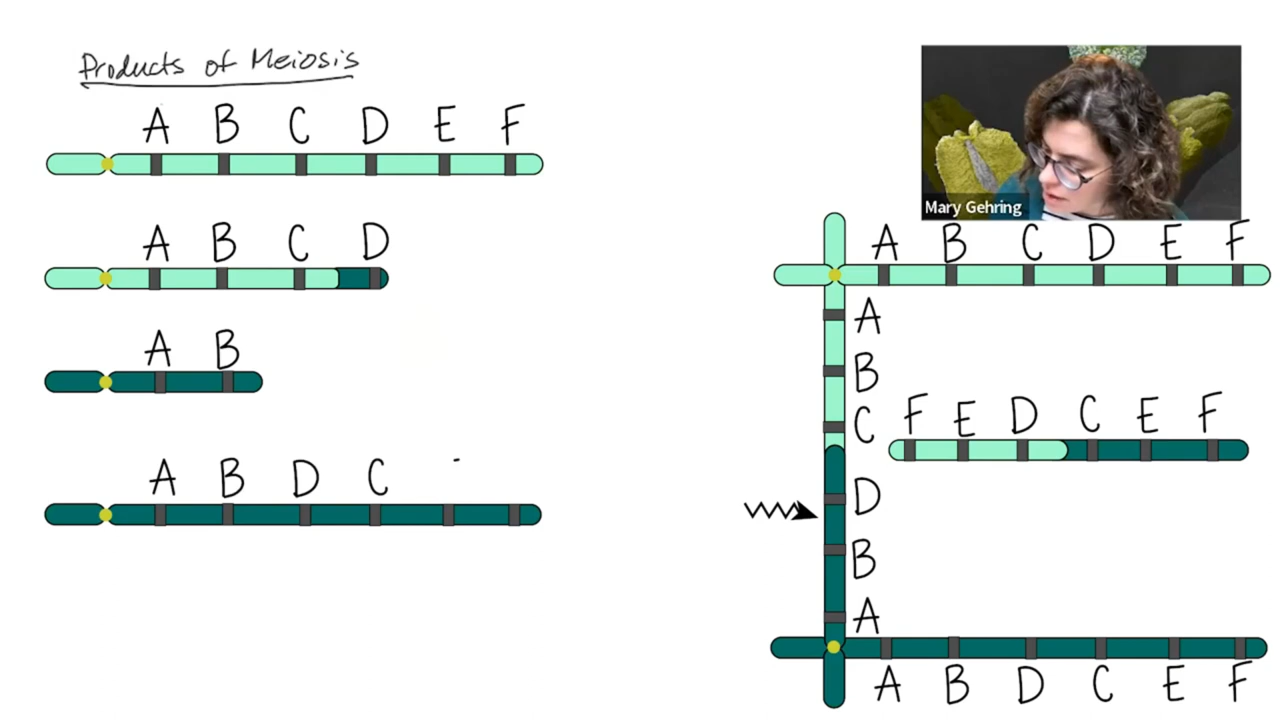 Products of Meiosis
A B C D E F
A B C D
A B
A B D C
Mary Gehring
A B C D E F
A
B
C
F E D C E F
D
B
A
A B D C E F